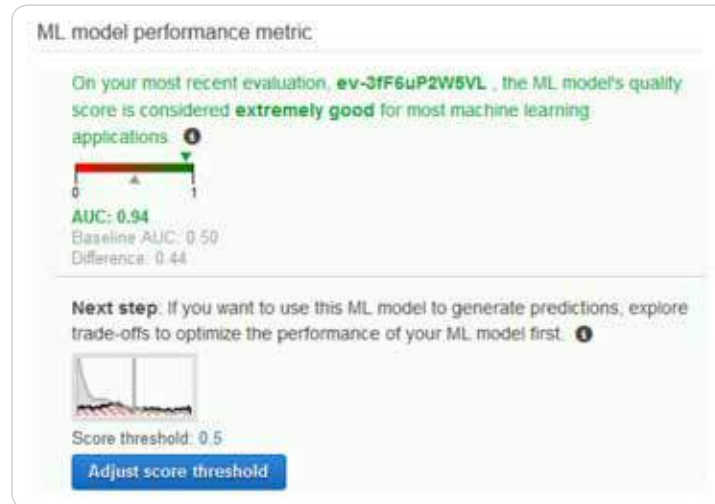 ML model performance metric
On your most recent evaluation, ev-3fF6uP2W5VL , the ML model's quality
score is considered extremely good for most machine learning
applications.
0 1
AUC: 0.94
Baseline AUC: 0.50
Difference: 0.44
Next step: If you want to use this ML model to generate predictions, explore
trade-offs to optimize the performance of your ML model first.
Score threshold: 0.5
Adjust score threshold